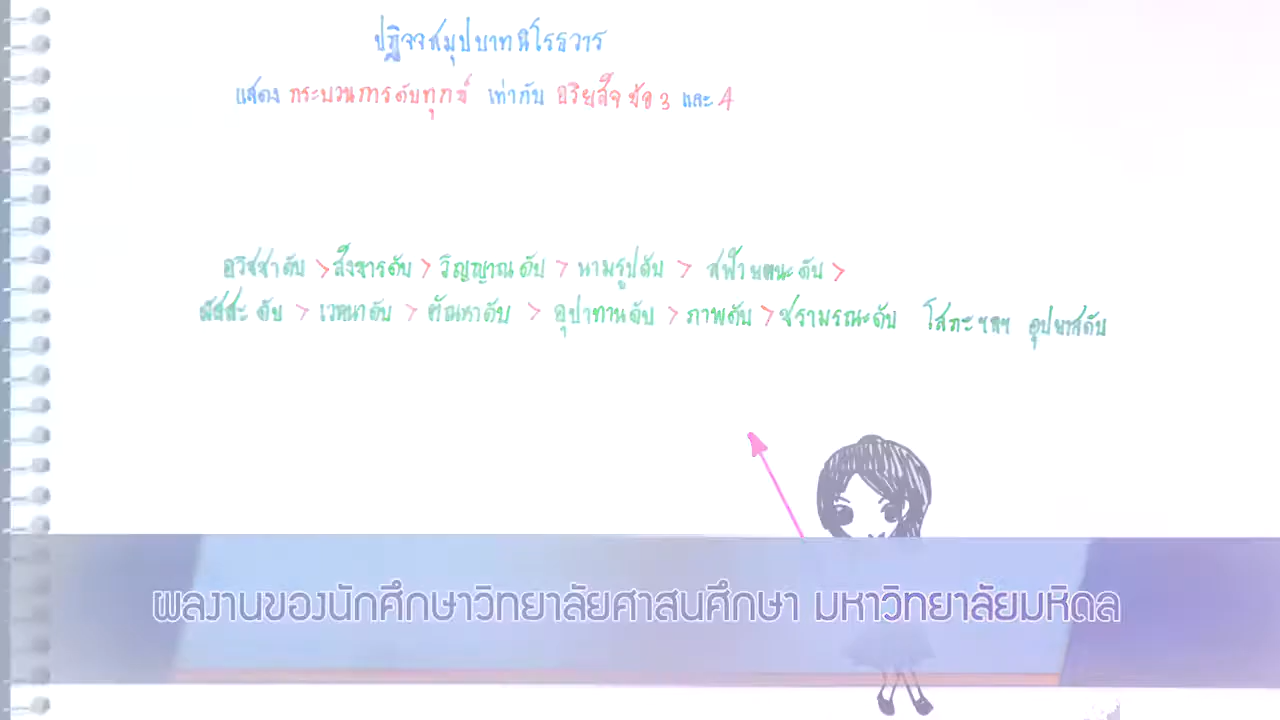 ปฏิจจสมุปบาทนิโรธวาร
แสดง กระบวนการดับทุกข์ เท่ากับ อริยสัจ ข้อ 3 และ 4
อวิชชาดับ > สังขารดับ > วิญญาณดับ > นามรูปดับ > สฬายตนะดับ >
ผัสสะดับ > เวทนาดับ > ตัณหาดับ > อุปาทานดับ > ภาพดับ > ชรามรณะดับ โสกะ ฯลฯ อุปยาสดับ
ผลงานของนักศึกษาวิทยาลัยศาสนศึกษา มหาวิทยาลัยมหิดล